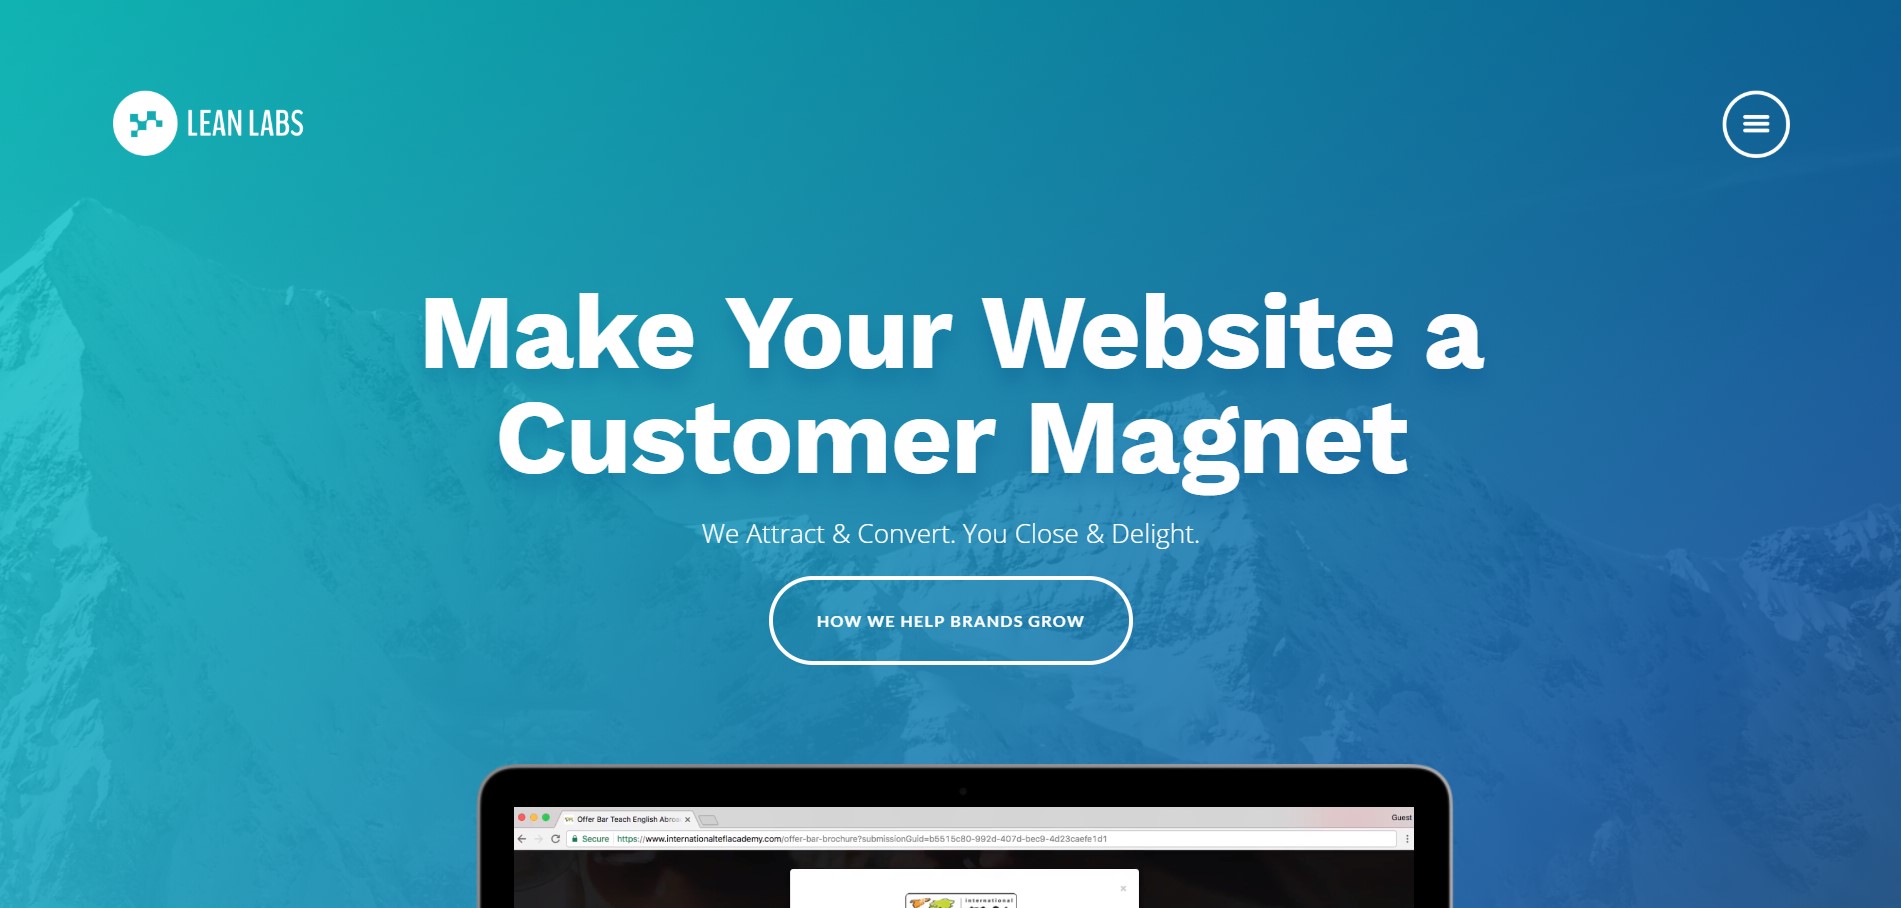 LEAN LABS
Make Your Website a
Customer Magnet
We Attract & Convert. You Close & Delight.
HOW WE HELP BRANDS GROW
Offer Bar Teach English Abroa
Guest
Secure
https://www.internationalteflacademy.com/offer-bar-brochure?submissionGuid=b5515c80-992d-407d-bec9-4d23caefe1d1
International